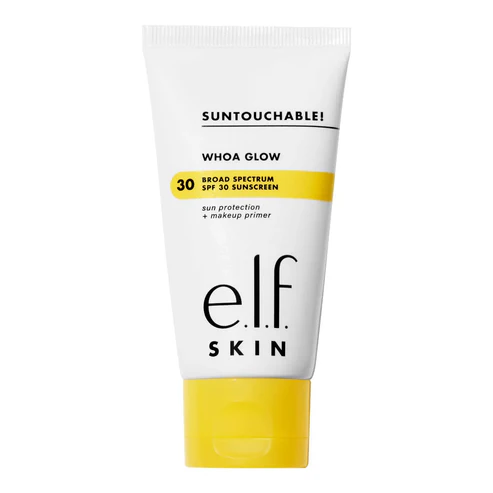 SUNTOUCHABLE!
WHOA GLOW
30 BROAD SPECTRUM
SPF 30 SUNSCREEN
sun protection
+ makeup primer
e.l.f.
SKIN